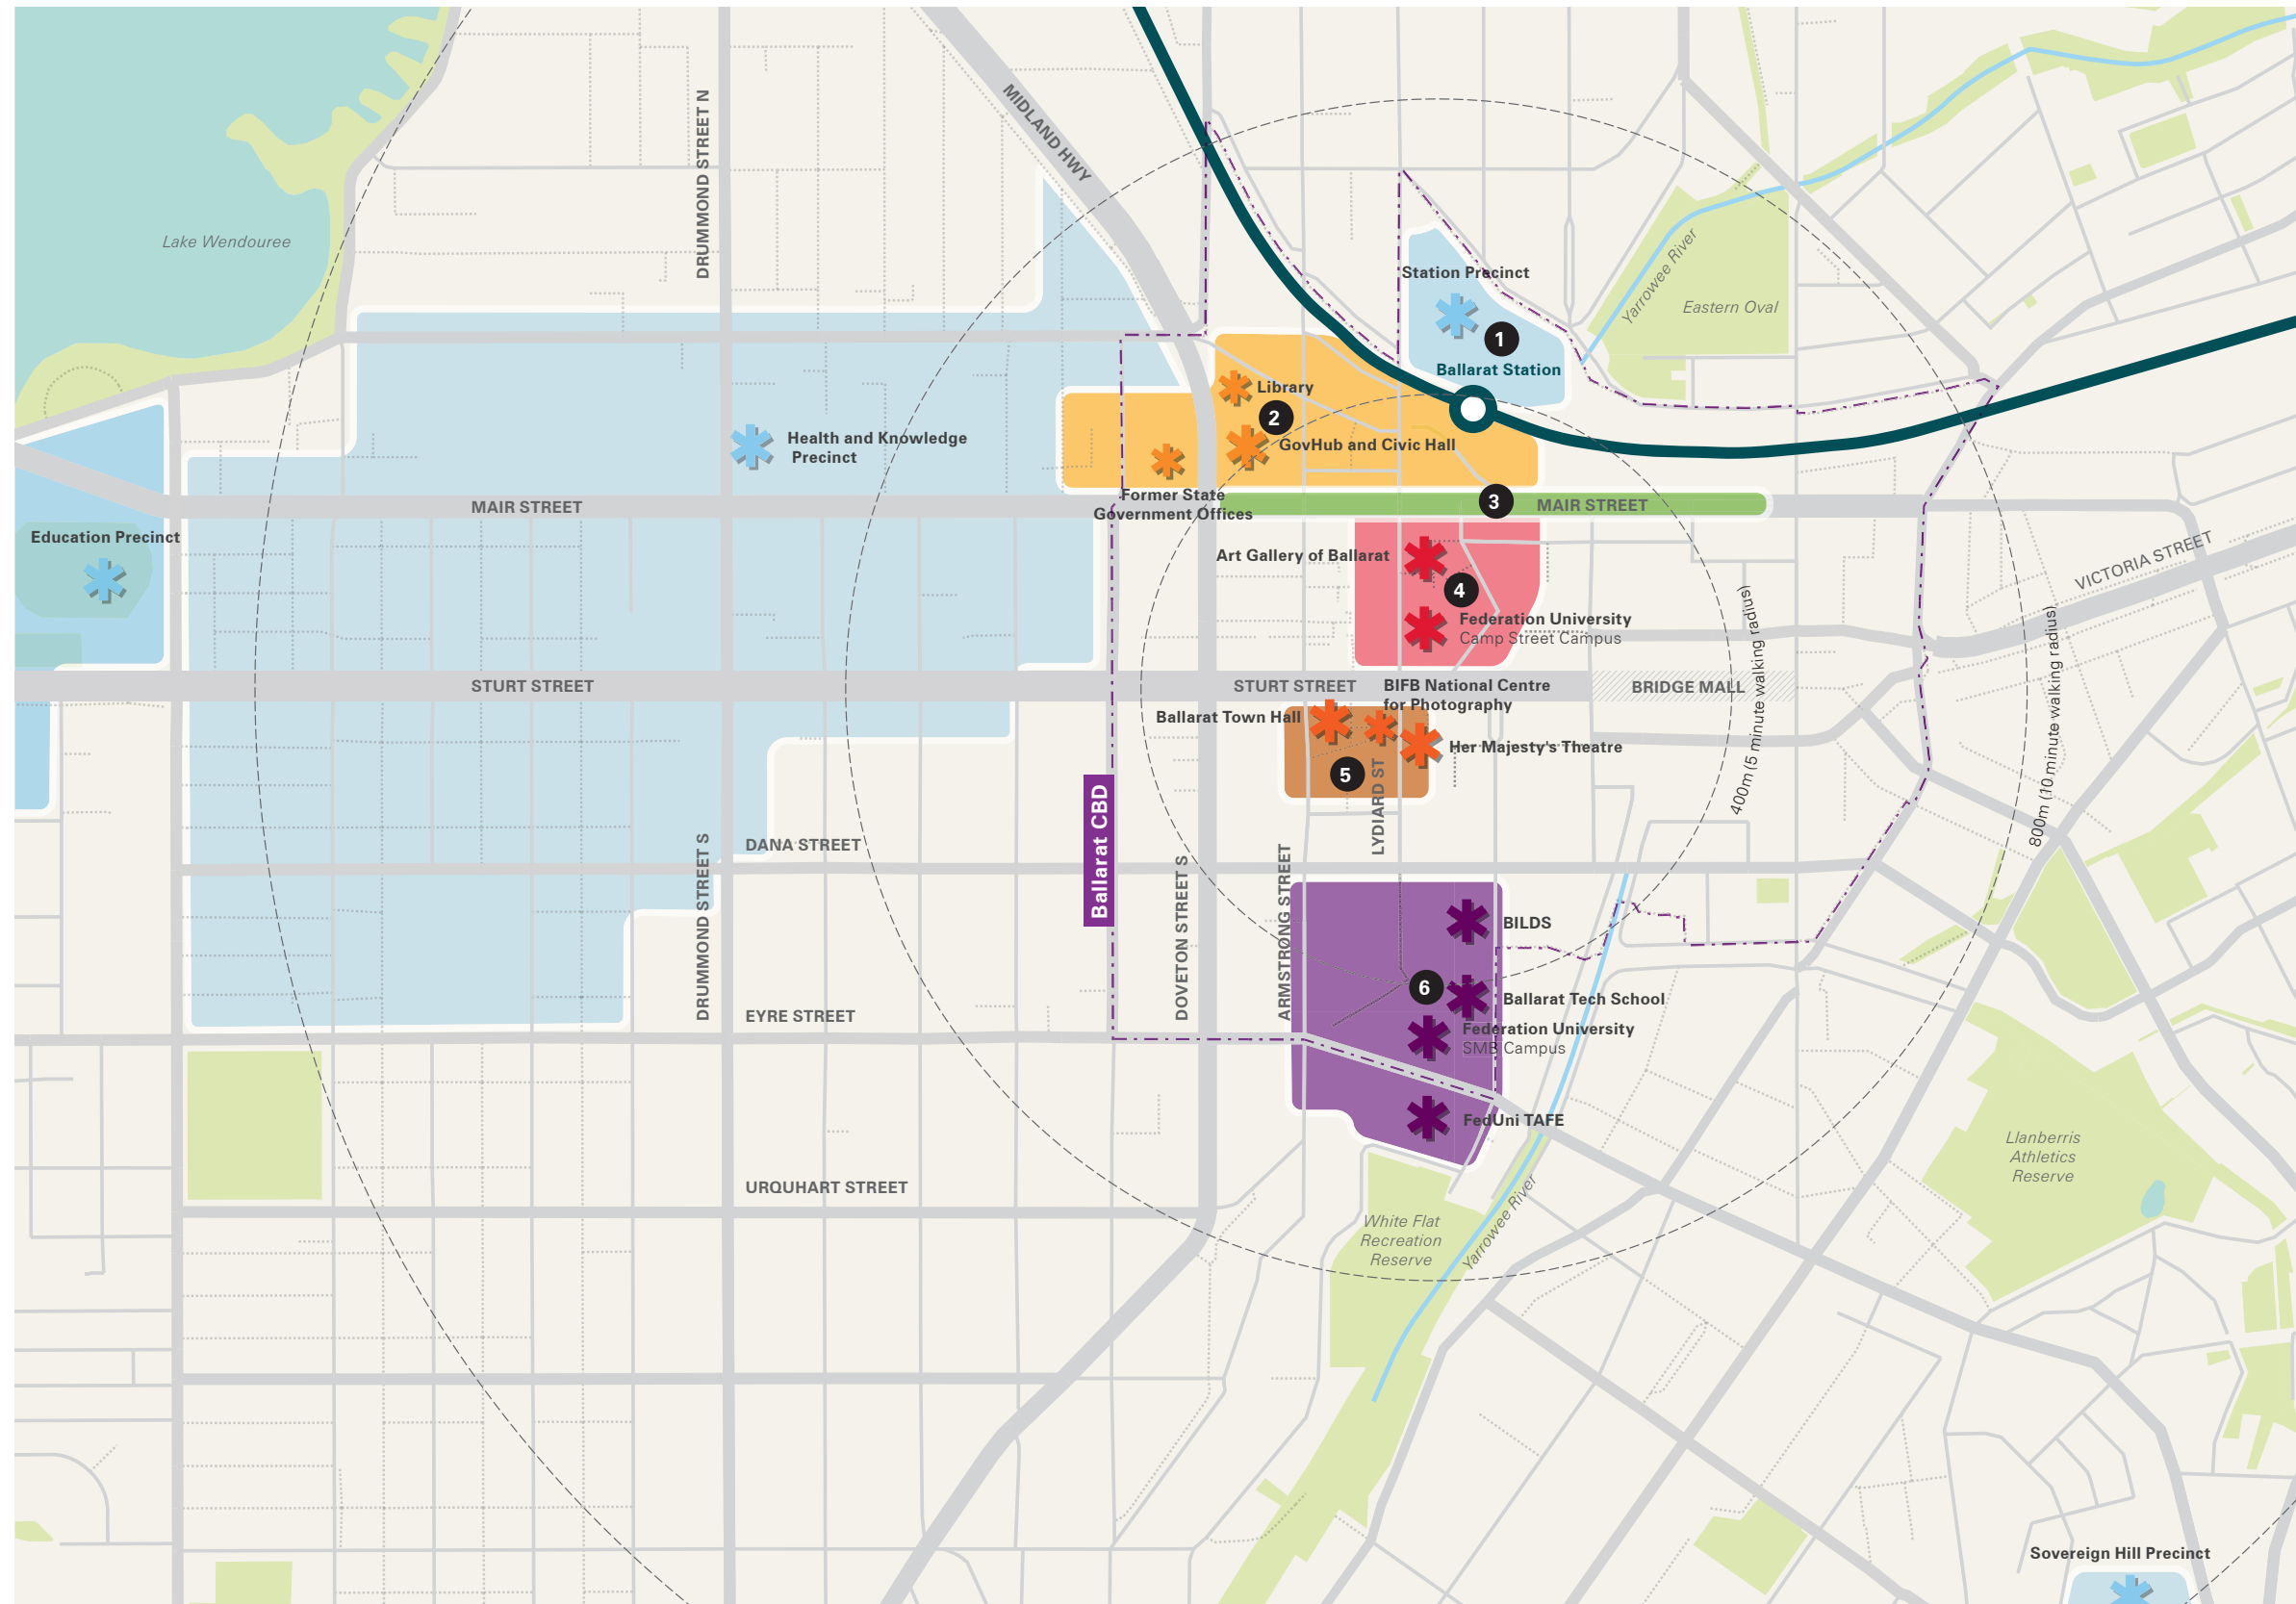 DRUMMOND STREET N
MIDLAND HWY
Lake Wendouree
Station Precinct
1
Ballarat Station
Yarrowee River
Eastern Oval
Library
2
GovHub and Civic Hall
Health and Knowledge
Precinct
Former State
Government Offices
3
MAIR STREET
MAIR STREET
Education Precinct
Art Gallery of Ballarat
4
Federation University
Camp Street Campus
VICTORIA STREET
400m (5 minute walking radius)
800m (10 minute walking radius)
STURT STREET
STURT STREET
BIFB National Centre
for Photography
BRIDGE MALL
Ballarat Town Hall
Her Majesty's Theatre
5
LYDIARD ST
Ballarat CBD
DANA STREET
DRUMMOND STREET S
DOVETON STREET S
ARMSTRONG STREET
BILDS
6
Ballarat Tech School
EYRE STREET
Federation University
SMB Campus
FedUni TAFE
Llanberris
Athletics
Reserve
URQUHART STREET
White Flat
Recreation
Reserve
Yarrowee River
Sovereign Hill Precinct